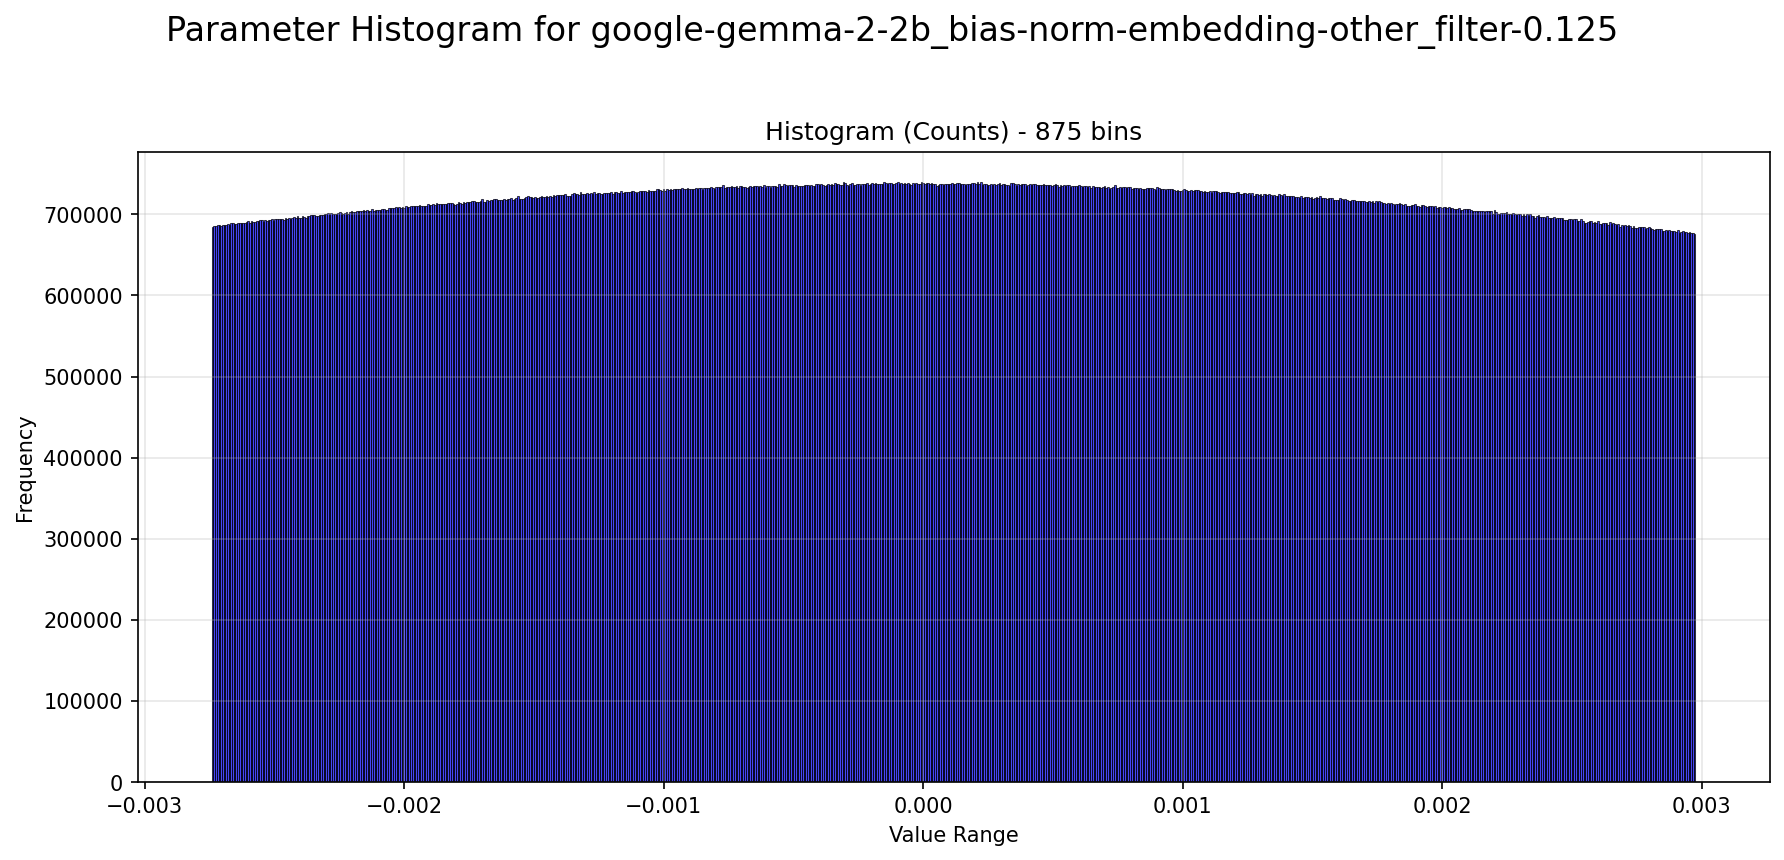 Parameter Histogram for google-gemma-2-2b_bias-norm-embedding-other_filter-0.125
Histogram (Counts) - 875 bins
Frequency
700000
600000
500000
400000
300000
200000
100000
0
−0.003 −0.002 −0.001 0.000 0.001 0.002 0.003
Value Range